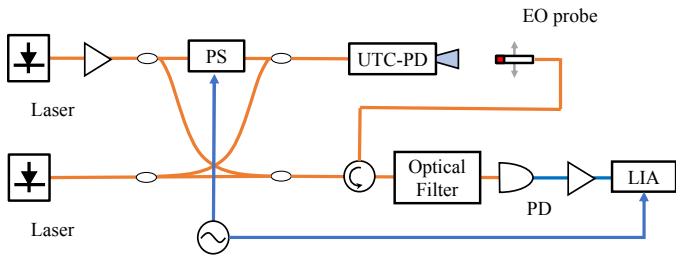 EO probe
PS
UTC-PD
Laser
Optical
Filter
LIA
PD
Laser